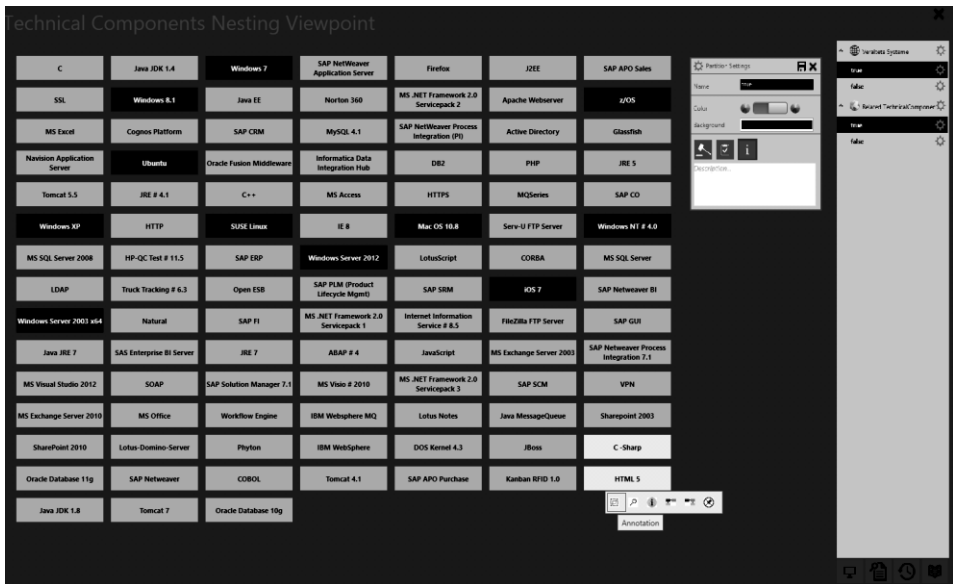 Technical Components Nesting Viewpoint
C
Java JDK 1.4
Windows 7
SAP NetWeaver
Application Server
Firefox
J2EE
SAP APO Sales
SSL
Windows 8.1
Java EE
Norton 360
MS .NET Framework 2.0
Servicepack 2
Apache Webserver
z/OS
MS Excel
Cognos Platform
SAP CRM
MySQL 4.1
SAP NetWeaver Process
Integration (PI)
Active Directory
Glassfish
Navision Application
Server
Ubuntu
Oracle Fusion Middleware
Informatica Data
Integration Hub
DB2
PHP
JRE 5
Tomcat 5.5
JRE # 4.1
C++
MS Access
HTTPS
MQSeries
SAP CO
Windows XP
HTTP
SUSE Linux
IE 8
Mac OS 10.8
Serv-U FTP Server
Windows NT # 4.0
MS SQL Server 2008
HP-QC Test # 11.5
SAP ERP
Windows Server 2012
LotusScript
CORBA
MS SQL Server
LDAP
Truck Tracking # 6.3
Open ESB
SAP PLM (Product
Lifecycle Mgmt)
SAP SRM
iOS 7
SAP Netweaver BI
Windows Server 2003 x64
Natural
SAP FI
MS .NET Framework 2.0
Servicepack 1
Internet Information
Service # 8.5
FileZilla FTP Server
SAP GUI
Java JRE 7
SAS Enterprise BI Server
JRE 7
ABAP # 4
JavaScript
MS Exchange Server 2003
SAP Netweaver Process
Integration 7.1
MS Visual Studio 2012
SOAP
SAP Solution Manager 7.1
MS Visio # 2010
MS .NET Framework 2.0
Servicepack 3
SAP SCM
VPN
MS Exchange Server 2010
MS Office
Workflow Engine
IBM Websphere MQ
Lotus Notes
Java MessageQueue
Sharepoint 2003
SharePoint 2010
Lotus-Domino-Server
Phyton
IBM WebSphere
DOS Kernel 4.3
JBoss
C -Sharp
Oracle Database 11g
SAP Netweaver
COBOL
Tomcat 4.1
SAP APO Purchase
Kanban RFID 1.0
HTML 5
Java JDK 1.8
Tomcat 7
Oracle Database 10g
Annotation
Partition Settings
Name
true
Color
Background
Description...
Veraltete Systeme
true
false
TechnicalComponen
true
false